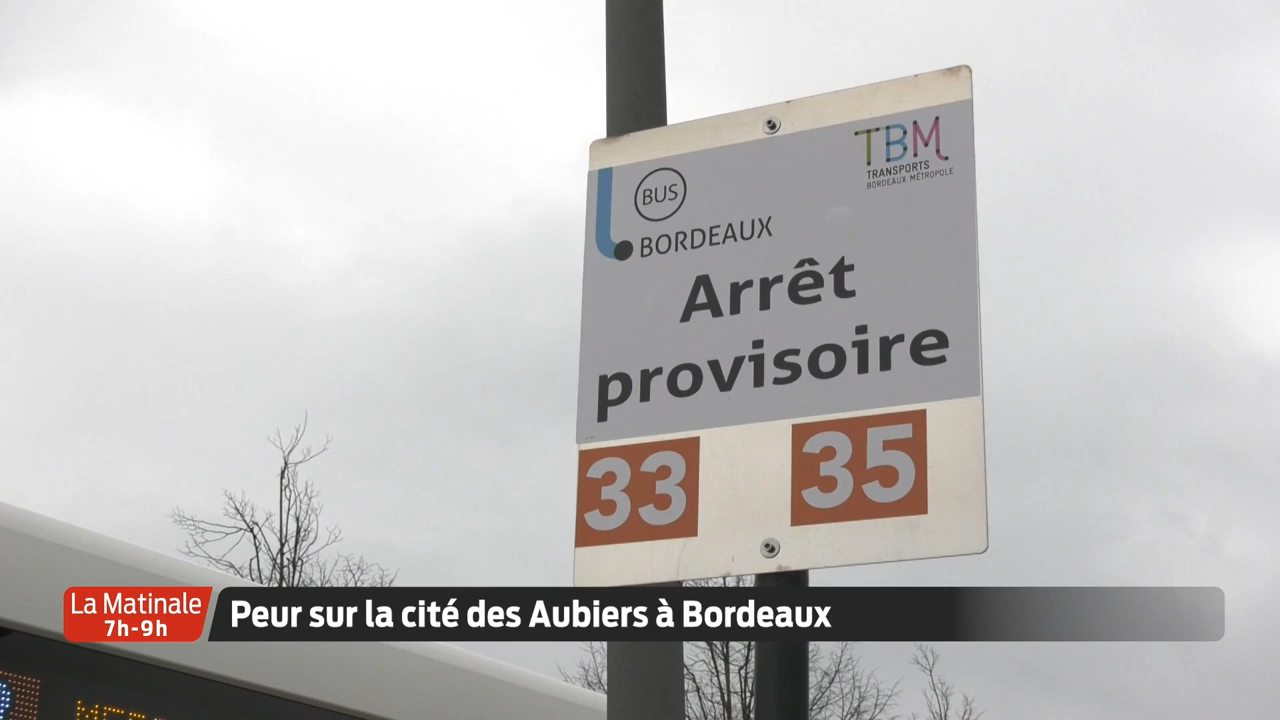 TBM
TRANSPORTS
BORDEAUX MÉTROPOLE
BUS
BORDEAUX
Arrêt
provisoire
33
35
La Matinale
7h-9h
Peur sur la cité des Aubiers à Bordeaux